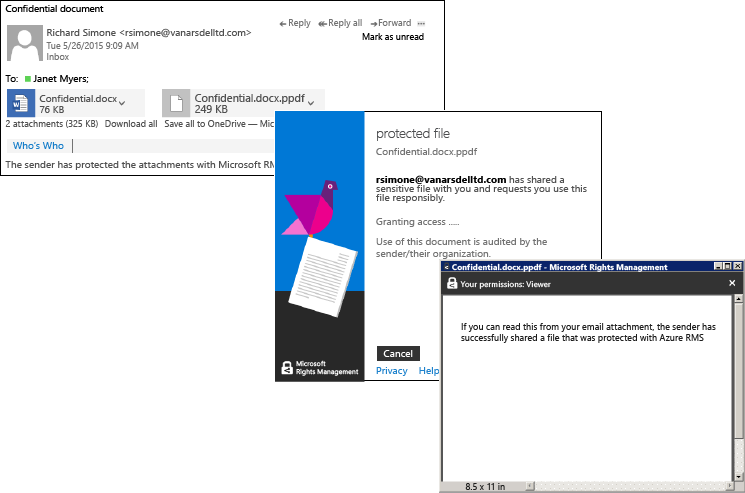 Confidential document
Richard Simone <rsimone@vanarsdelltd.com>
Tue 5/26/2015 9:09 AM
Inbox
Reply Reply all Forward
Mark as unread
To: Janet Myers;
Confidential.docx
76 KB
Confidential.docx.ppdf
249 KB
2 attachments (325 KB) Download all Save all to OneDrive — Mic
Who's Who
The sender has protected the attachments with Microsoft RM
protected file
Confidential.docx.ppdf
rsimone@vanarsdelltd.com has shared a
sensitive file with you and requests you use this
file responsibly.
Granting access .....
Use of this document is audited by the
sender/their organization.
Cancel
Privacy Help
Microsoft
Rights Management
< Confidential.docx.ppdf - Microsoft Rights Management
Your permissions: Viewer
If you can read this from your email attachment, the sender has
successfully shared a file that was protected with Azure RMS
8.5 x 11 in